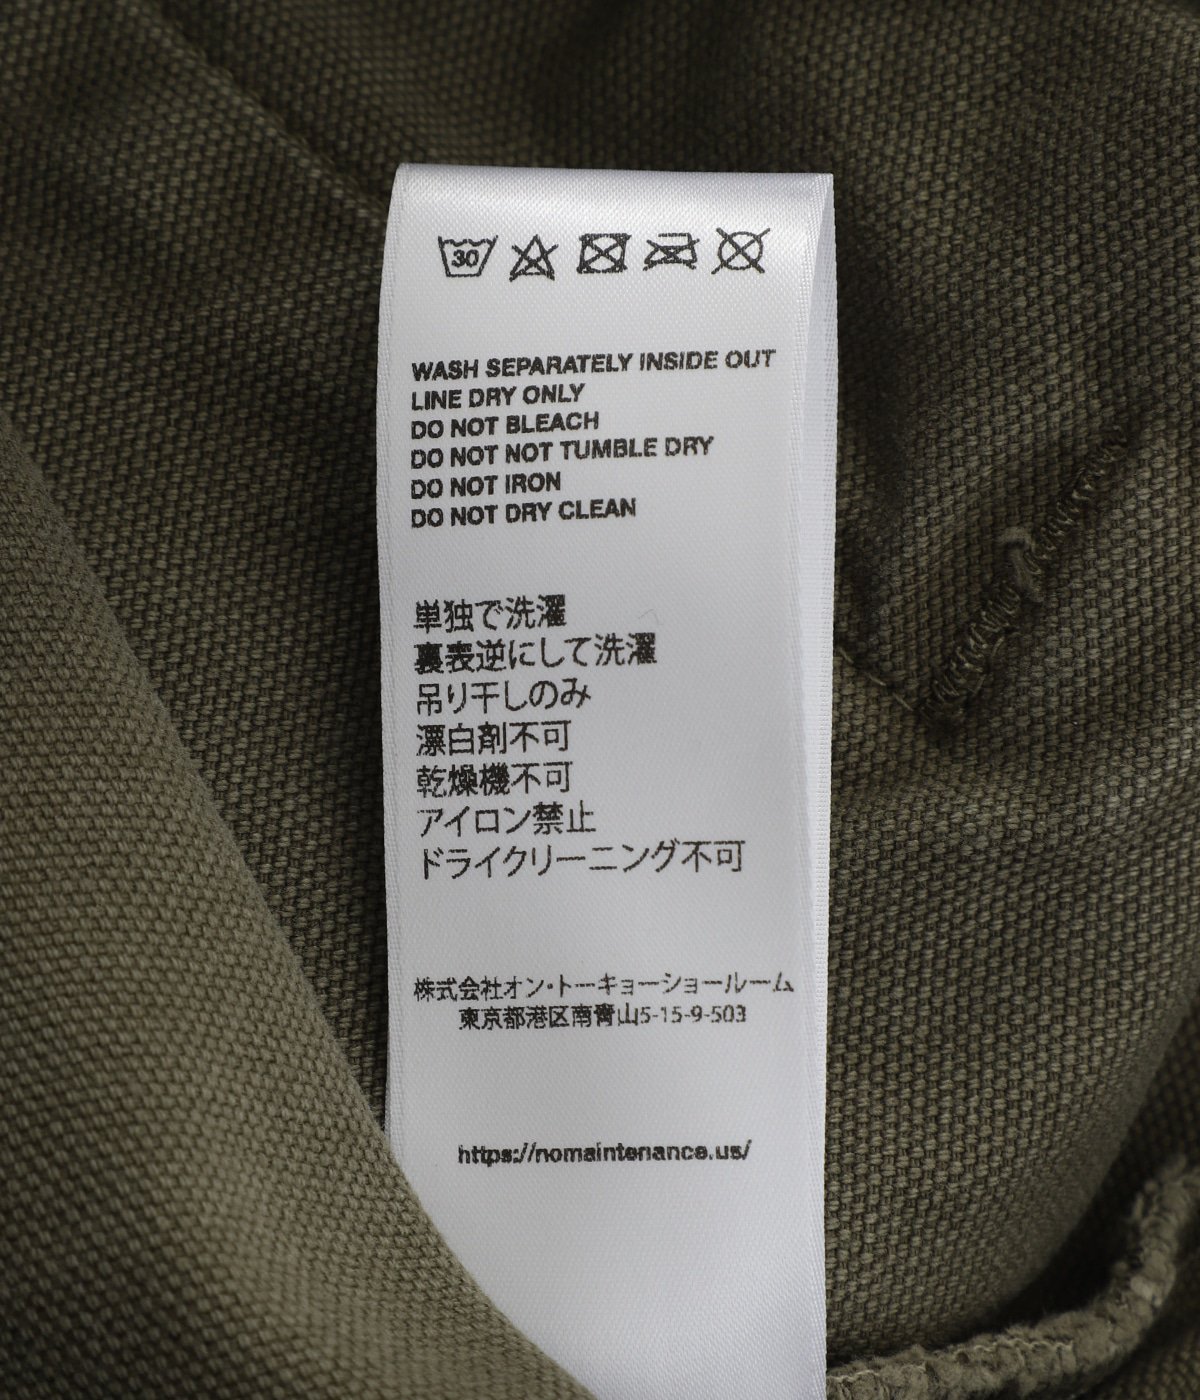 30
WASH SEPARATELY INSIDE OUT
LINE DRY ONLY
DO NOT BLEACH
DO NOT NOT TUMBLE DRY
DO NOT IRON
DO NOT DRY CLEAN
単独で洗濯
裏表逆にして洗濯
吊り干しのみ
漂白剤不可
乾燥機不可
アイロン禁止
ドライクリーニング不可
株式会社オン・トーキョーショールーム
東京都港区南青山5-15-9-503
https://nomaintenance.us/